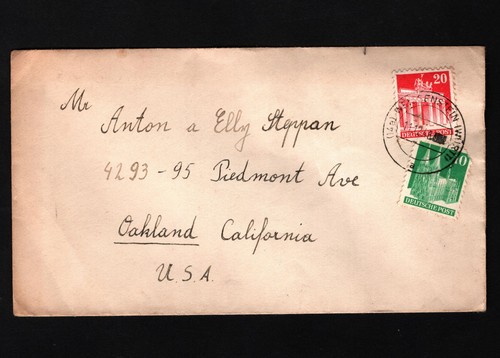 20
DEUTSCHE POST
Mr
Anton a Elly Steppan
4293-95 Piedmont Ave
Oakland California
U.S.A.
DEUTSCHE POST